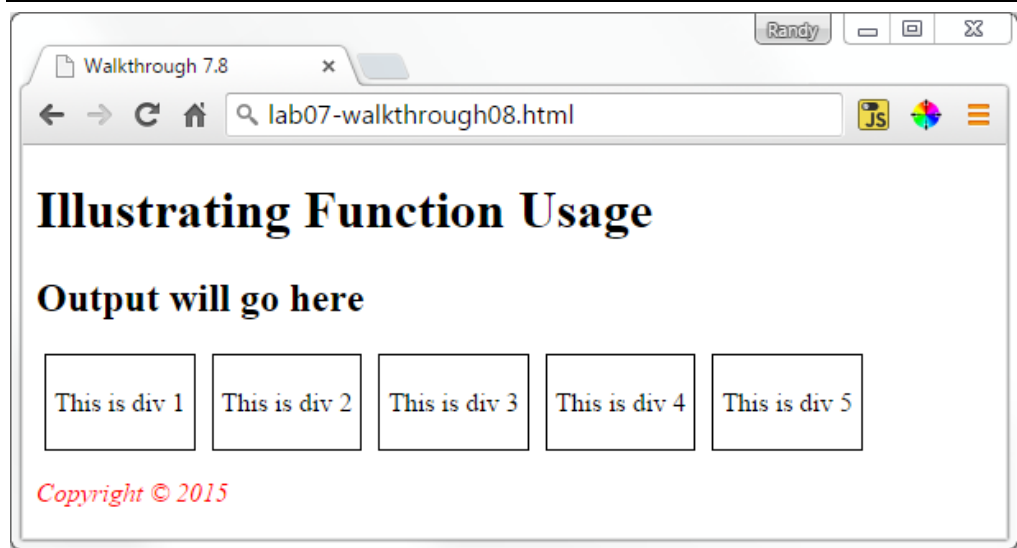 Randy
Walkthrough 7.8
lab07-walkthrough08.html
JS
Illustrating Function Usage
Output will go here
This is div 1
This is div 2
This is div 3
This is div 4
This is div 5
Copyright © 2015